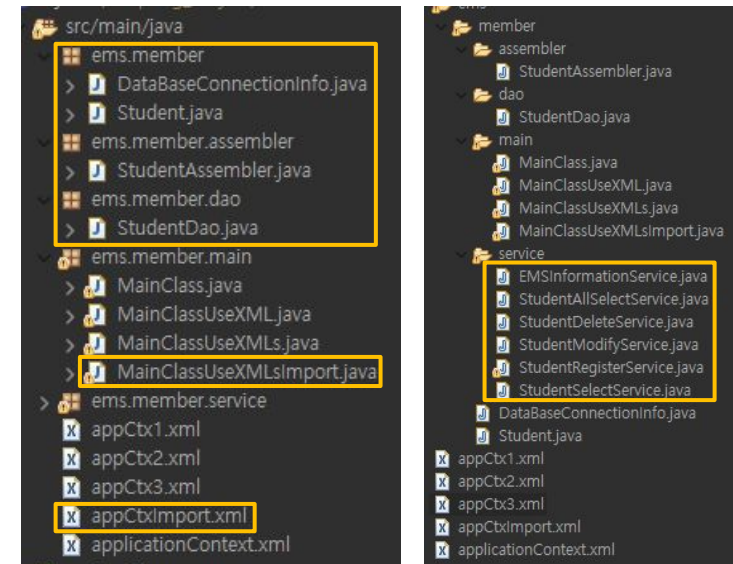 src/main/java
ems.member
DataBaseConnectionInfo.java
Student.java
ems.member.assembler
StudentAssembler.java
ems.member.dao
StudentDao.java
ems.member.main
MainClass.java
MainClassUseXML.java
MainClassUseXMLs.java
MainClassUseXMLsImport.java
ems.member.service
appCtx1.xml
appCtx2.xml
appCtx3.xml
appCtxImport.xml
applicationContext.xml
member
assembler
StudentAssembler.java
dao
StudentDao.java
main
MainClass.java
MainClassUseXML.java
MainClassUseXMLs.java
MainClassUseXMLsImport.java
service
EMSInformationService.java
StudentAllSelectService.java
StudentDeleteService.java
StudentModifyService.java
StudentRegisterService.java
StudentSelectService.java
DataBaseConnectionInfo.java
Student.java
appCtx1.xml
appCtx2.xml
appCtx3.xml
appCtxImport.xml
applicationContext.xml